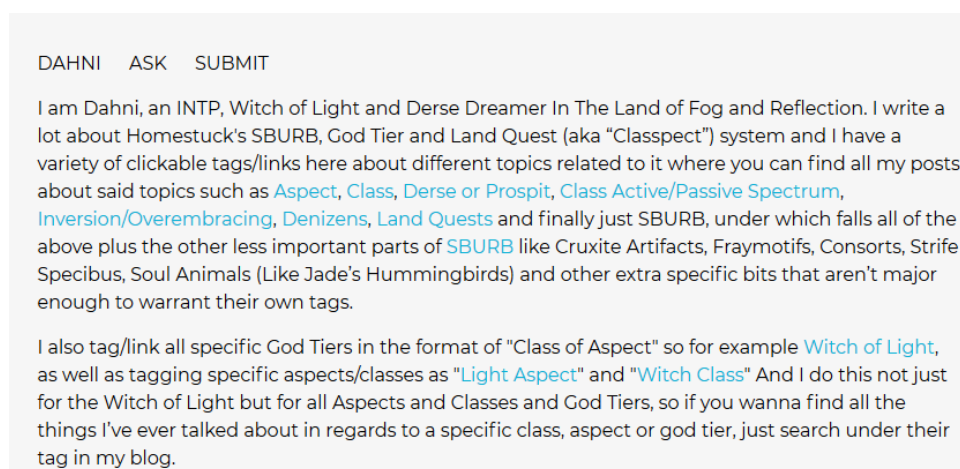 DAHNI ASK SUBMIT
I am Dahni, an INTP, Witch of Light and Derse Dreamer In The Land of Fog and Reflection. I write a
lot about Homestuck's SBURB, God Tier and Land Quest (aka “Classpect”) system and I have a
variety of clickable tags/links here about different topics related to it where you can find all my posts
about said topics such as Aspect, Class, Derse or Prospit, Class Active/Passive Spectrum,
Inversion/Overembracing, Denizens, Land Quests and finally just SBURB, under which falls all of the
above plus the other less important parts of SBURB like Cruxite Artifacts, Fraymotifs, Consorts, Strife
Specibus, Soul Animals (Like Jade’s Hummingbirds) and other extra specific bits that aren’t major
enough to warrant their own tags.
I also tag/link all specific God Tiers in the format of "Class of Aspect" so for example Witch of Light,
as well as tagging specific aspects/classes as "Light Aspect" and "Witch Class" And I do this not just
for the Witch of Light but for all Aspects and Classes and God Tiers, so if you wanna find all the
things I’ve ever talked about in regards to a specific class, aspect or god tier, just search under their
tag in my blog.